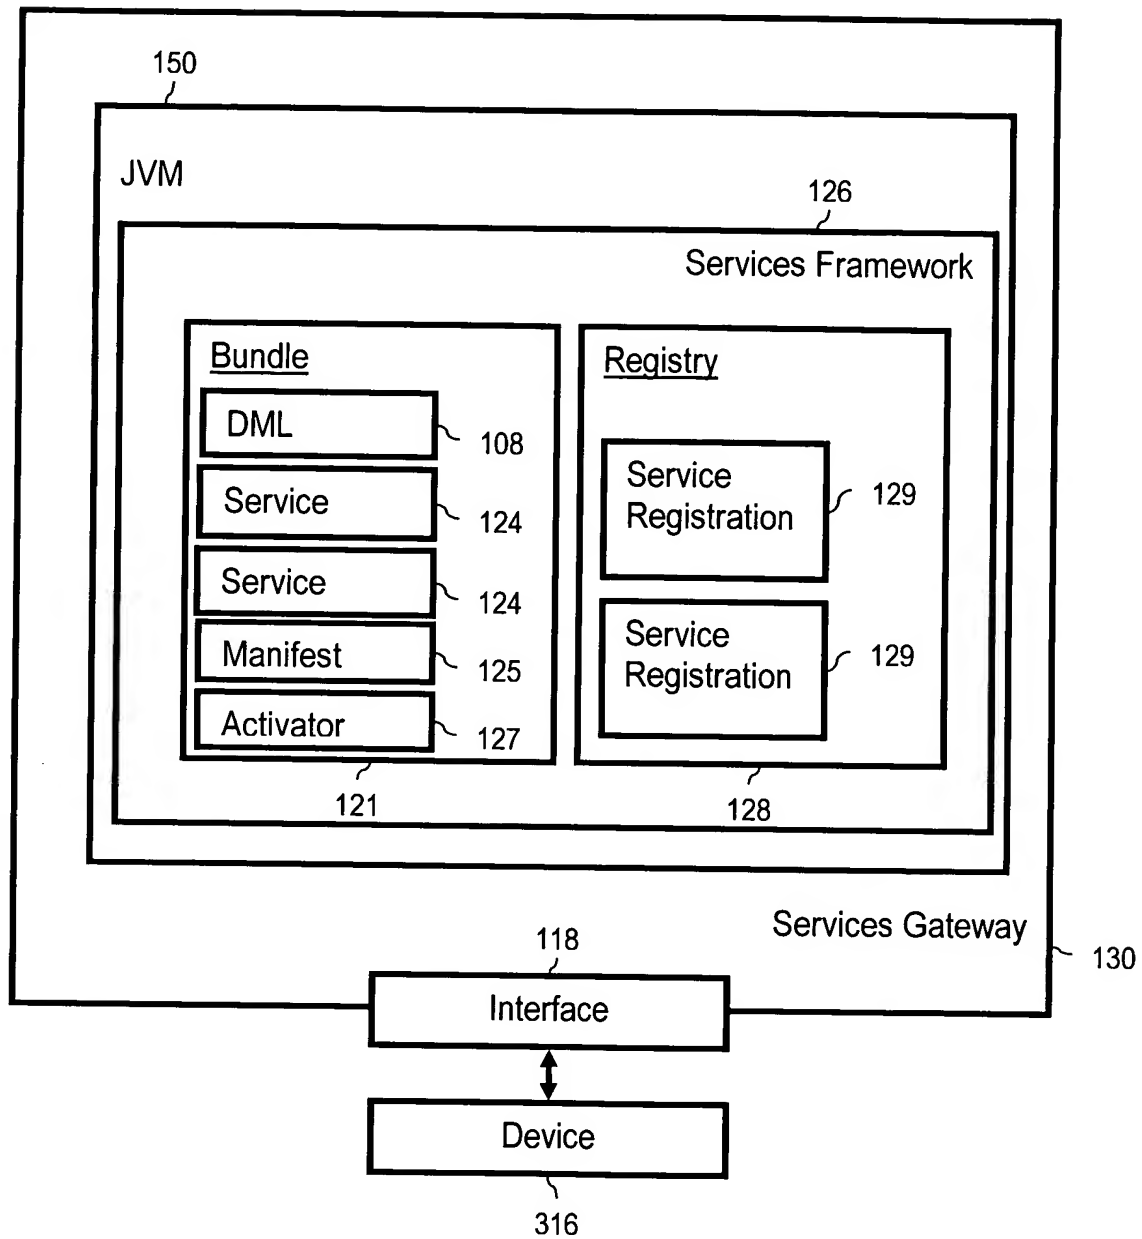 150
JVM
126
Services Framework
Bundle
DML
108
Service
124
Service
124
Manifest
125
Activator
127
121
Registry
Service
Registration
129
Service
Registration
129
128
Services Gateway
130
118
Interface
Device
316